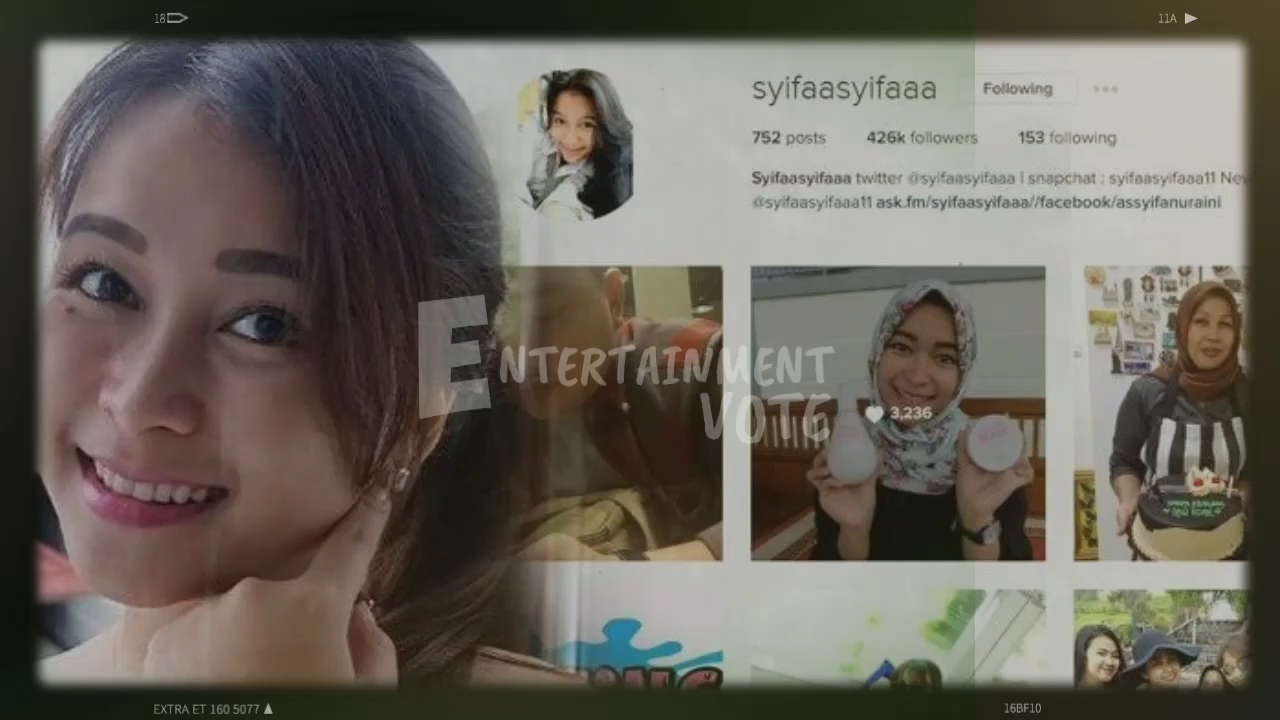 18
11A
syifaasyifaaa Following
752 posts 426k followers 153 following
Syifaasyifaaa twitter @syifaasyifaaa i snapchat : syifaasyifaaa11
@syifaasyifaaa11 ask.fm/syifaasyifaaa//facebook/assyifanuraini
ENTERTAINMENT
VOTE
3,236
EXTRA ET 160 5077
16BF10